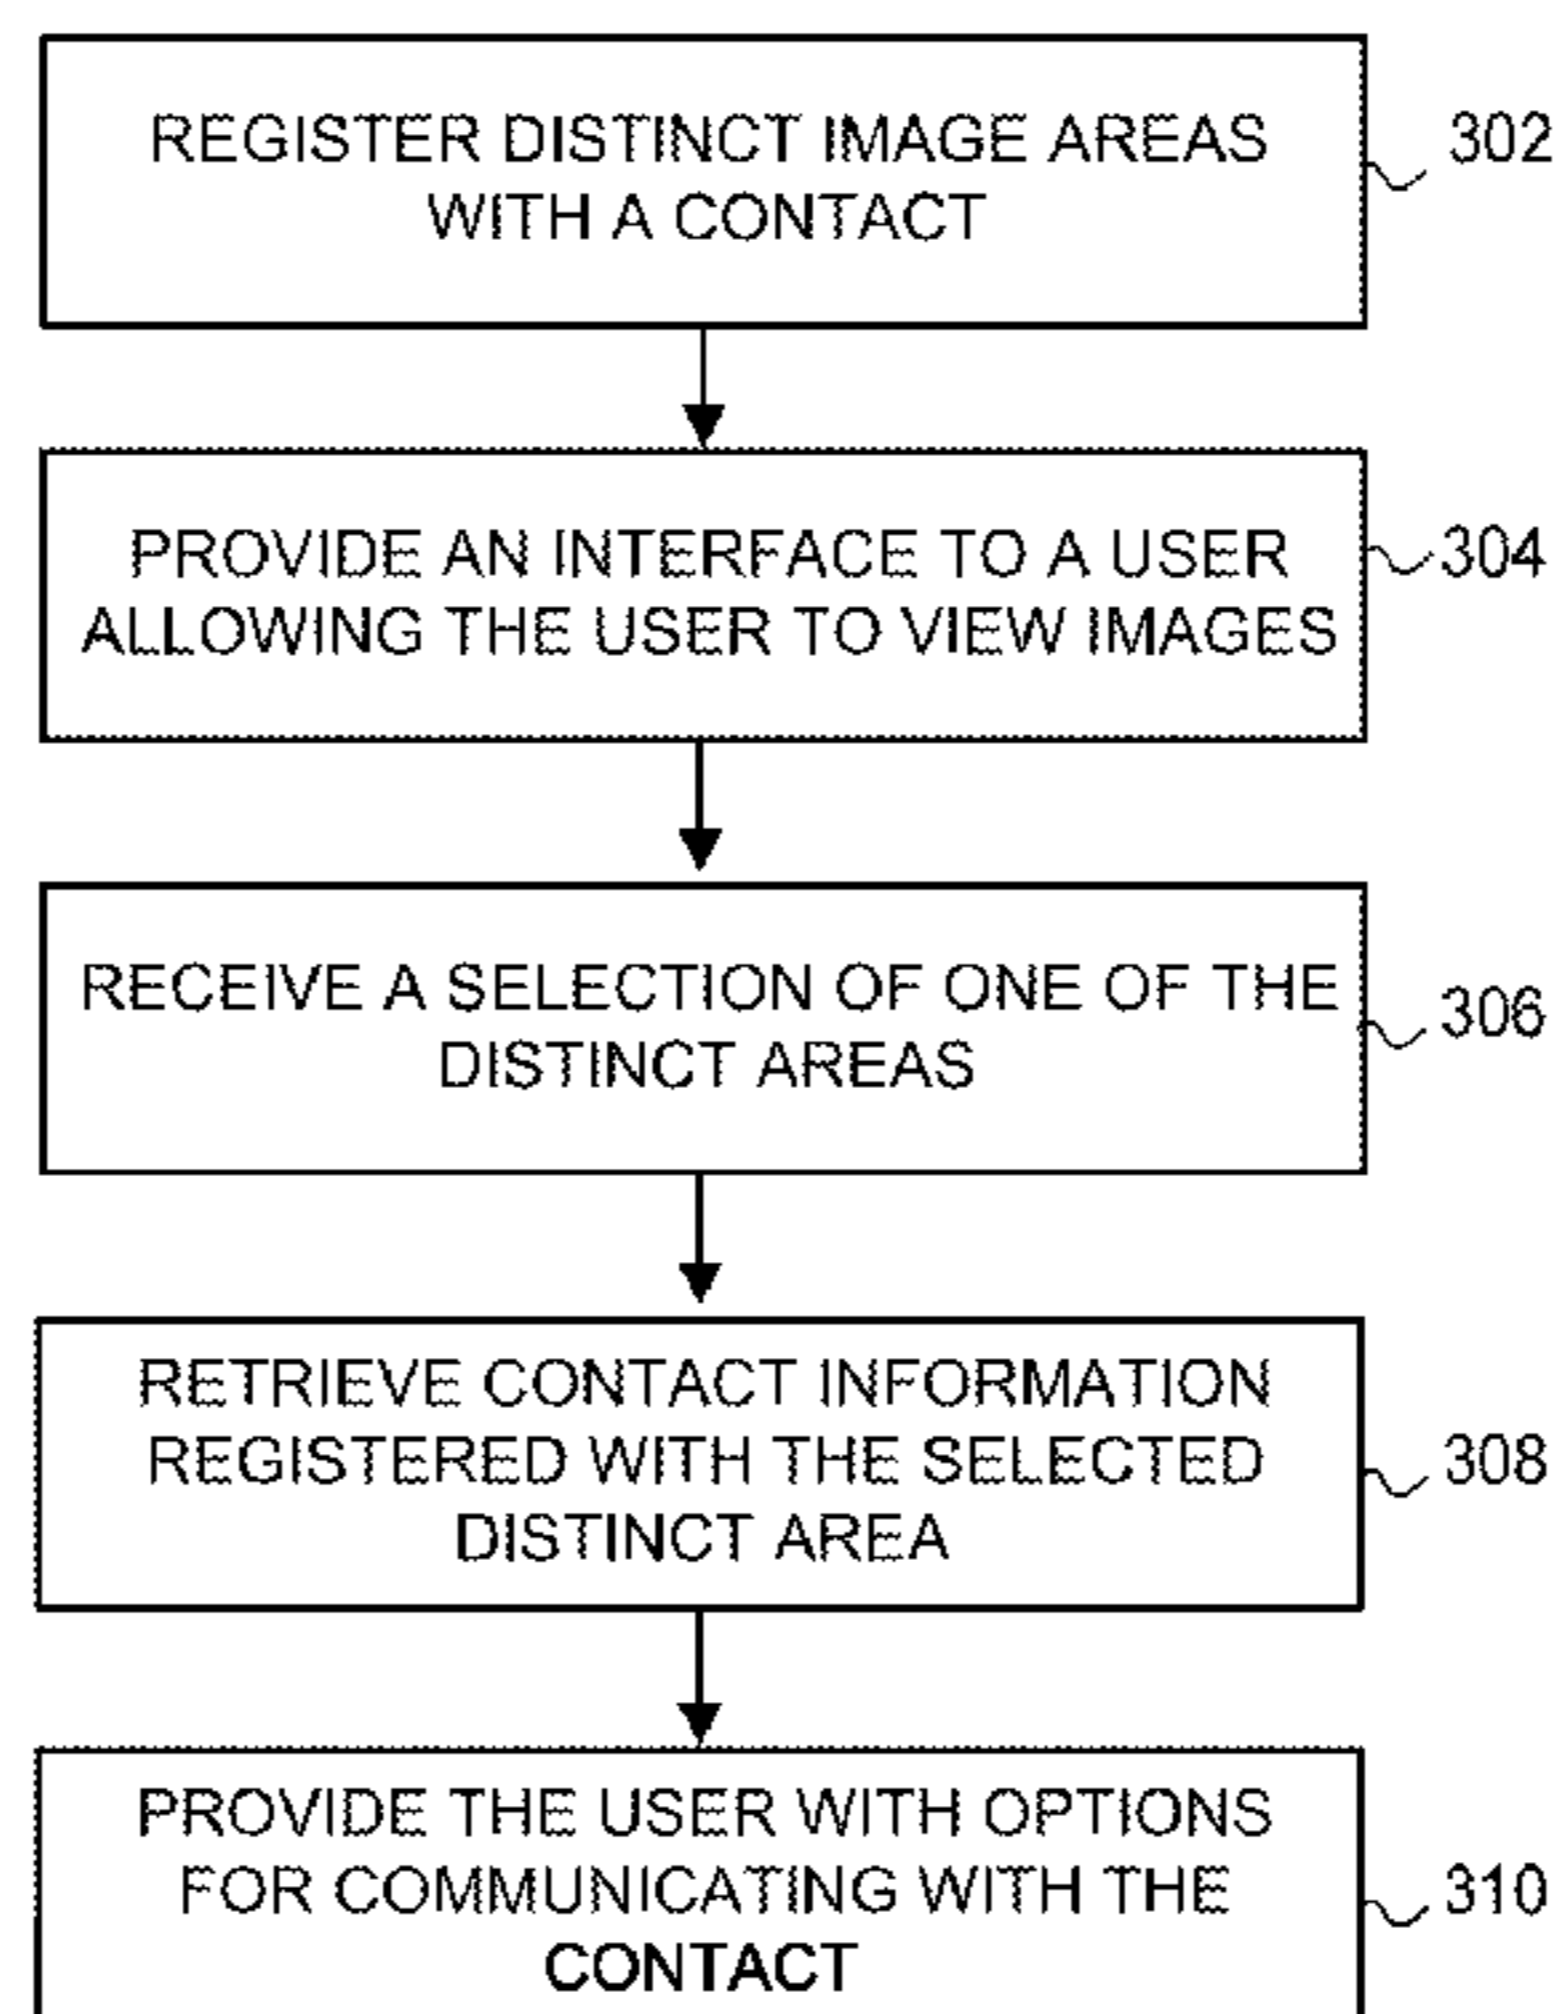 REGISTER DISTINCT IMAGE AREAS
WITH A CONTACT
302
PROVIDE AN INTERFACE TO A USER
ALLOWING THE USER TO VIEW IMAGES
304
RECEIVE A SELECTION OF ONE OF THE
DISTINCT AREAS
306
RETRIEVE CONTACT INFORMATION
REGISTERED WITH THE SELECTED
DISTINCT AREA
308
PROVIDE THE USER WITH OPTIONS
FOR COMMUNICATING WITH THE
CONTACT
310